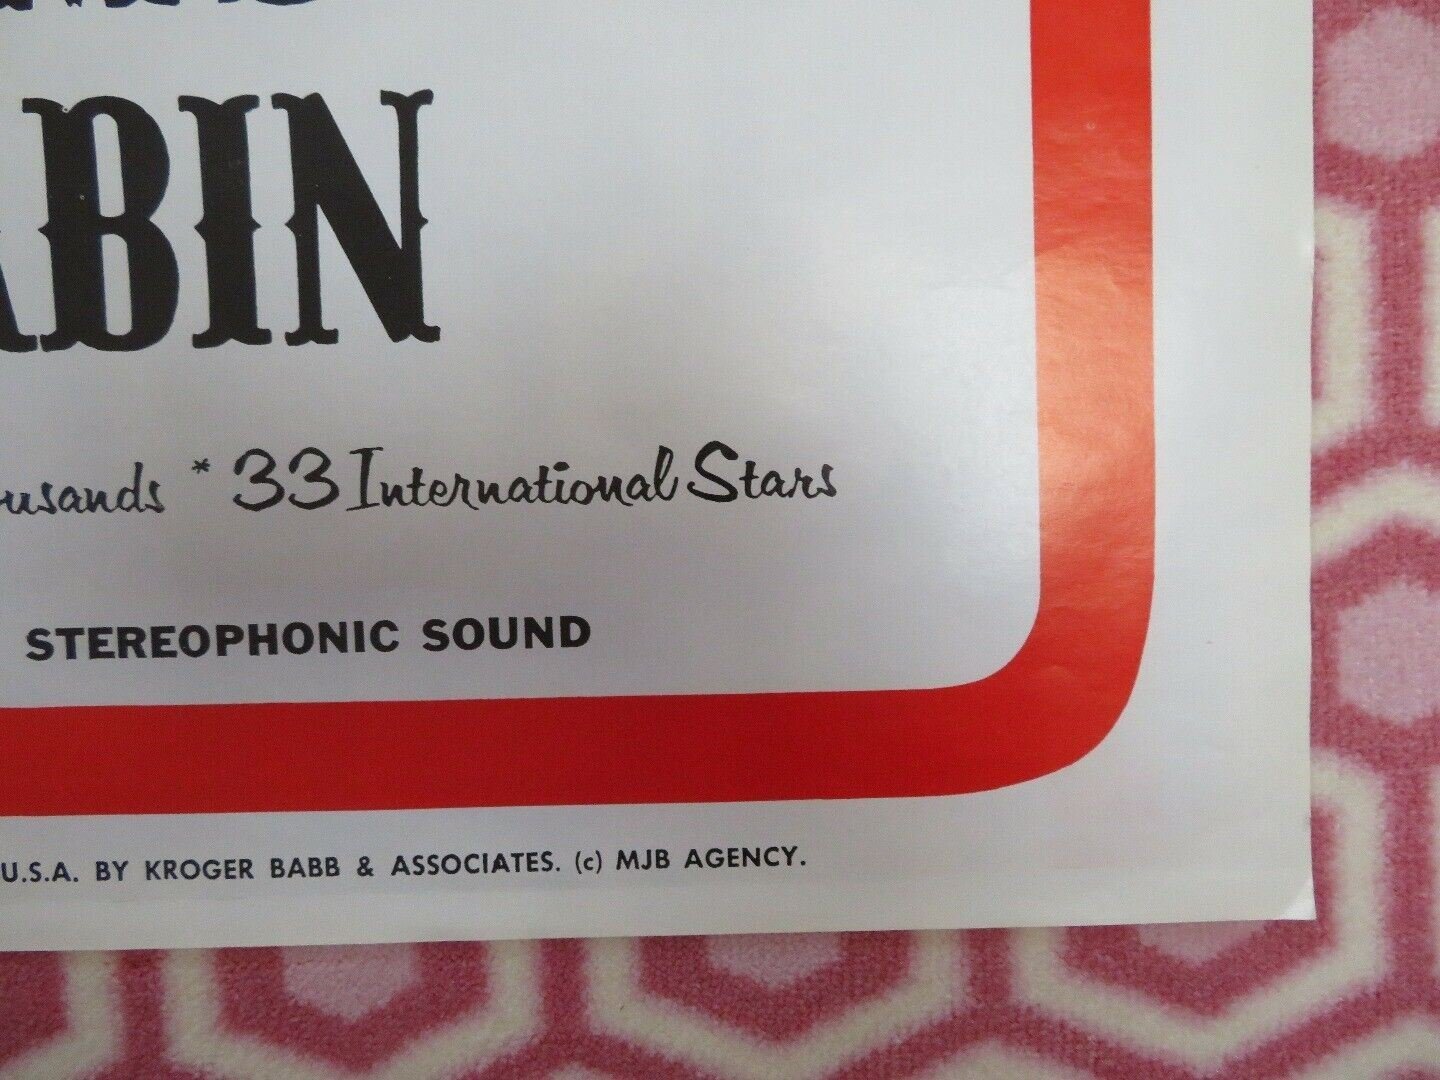 ABIN
ousands * 33 International Stars
STEREOPHONIC SOUND
U.S.A. BY KROGER BABB & ASSOCIATES. (c) MJB AGENCY.